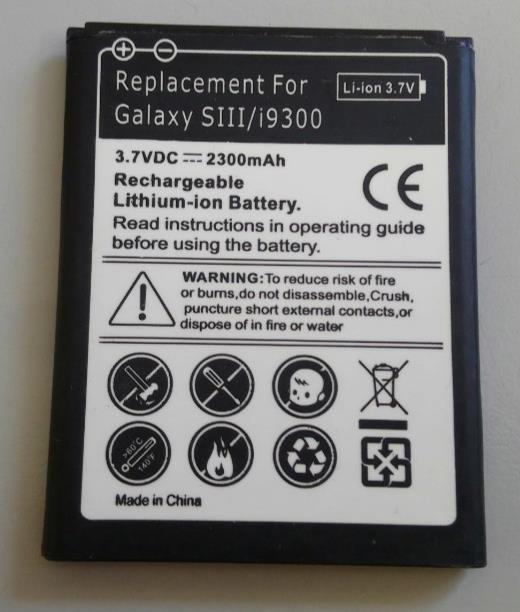 Replacement For
Li-ion 3.7V
Galaxy SIII/i9300
3.7VDC 2300mAh
Rechargeable
Lithium-ion Battery.
CE
Read instructions in operating guide
before using the battery.
WARNING:To reduce risk of fire
or burns,do not disassemble,Crush,
puncture short external contacts,or
dispose of in fire or water
>60°C
140°F
Made in China